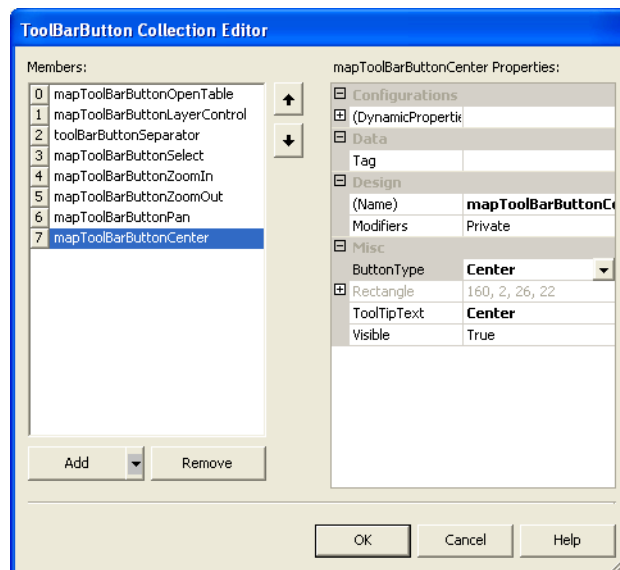 ToolBarButton Collection Editor
Members:
mapToolBarButtonCenter Properties:
0 mapToolBarButtonOpenTable
1 mapToolBarButtonLayerControl
2 toolBarButtonSeparator
3 mapToolBarButtonSelect
4 mapToolBarButtonZoomIn
5 mapToolBarButtonZoomOut
6 mapToolBarButtonPan
7 mapToolBarButtonCenter
Configurations
(DynamicPropertie
Data
Tag
Design
(Name) mapToolBarButtonCe
Modifiers Private
Misc
ButtonType Center
Rectangle 160, 2, 26, 22
ToolTipText Center
Visible True
Add Remove
OK Cancel Help